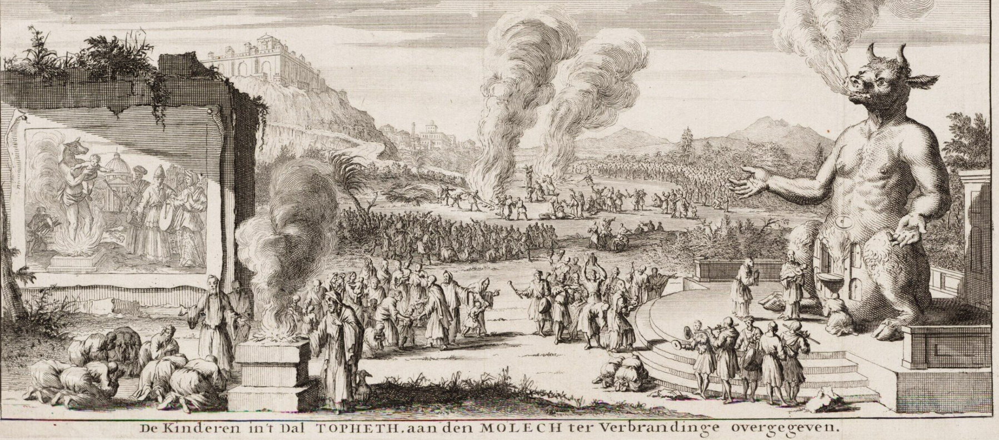 De Kinderen in't Dal TOPHETH, aan den MOLECH ter Verbrandinge overgegeven.